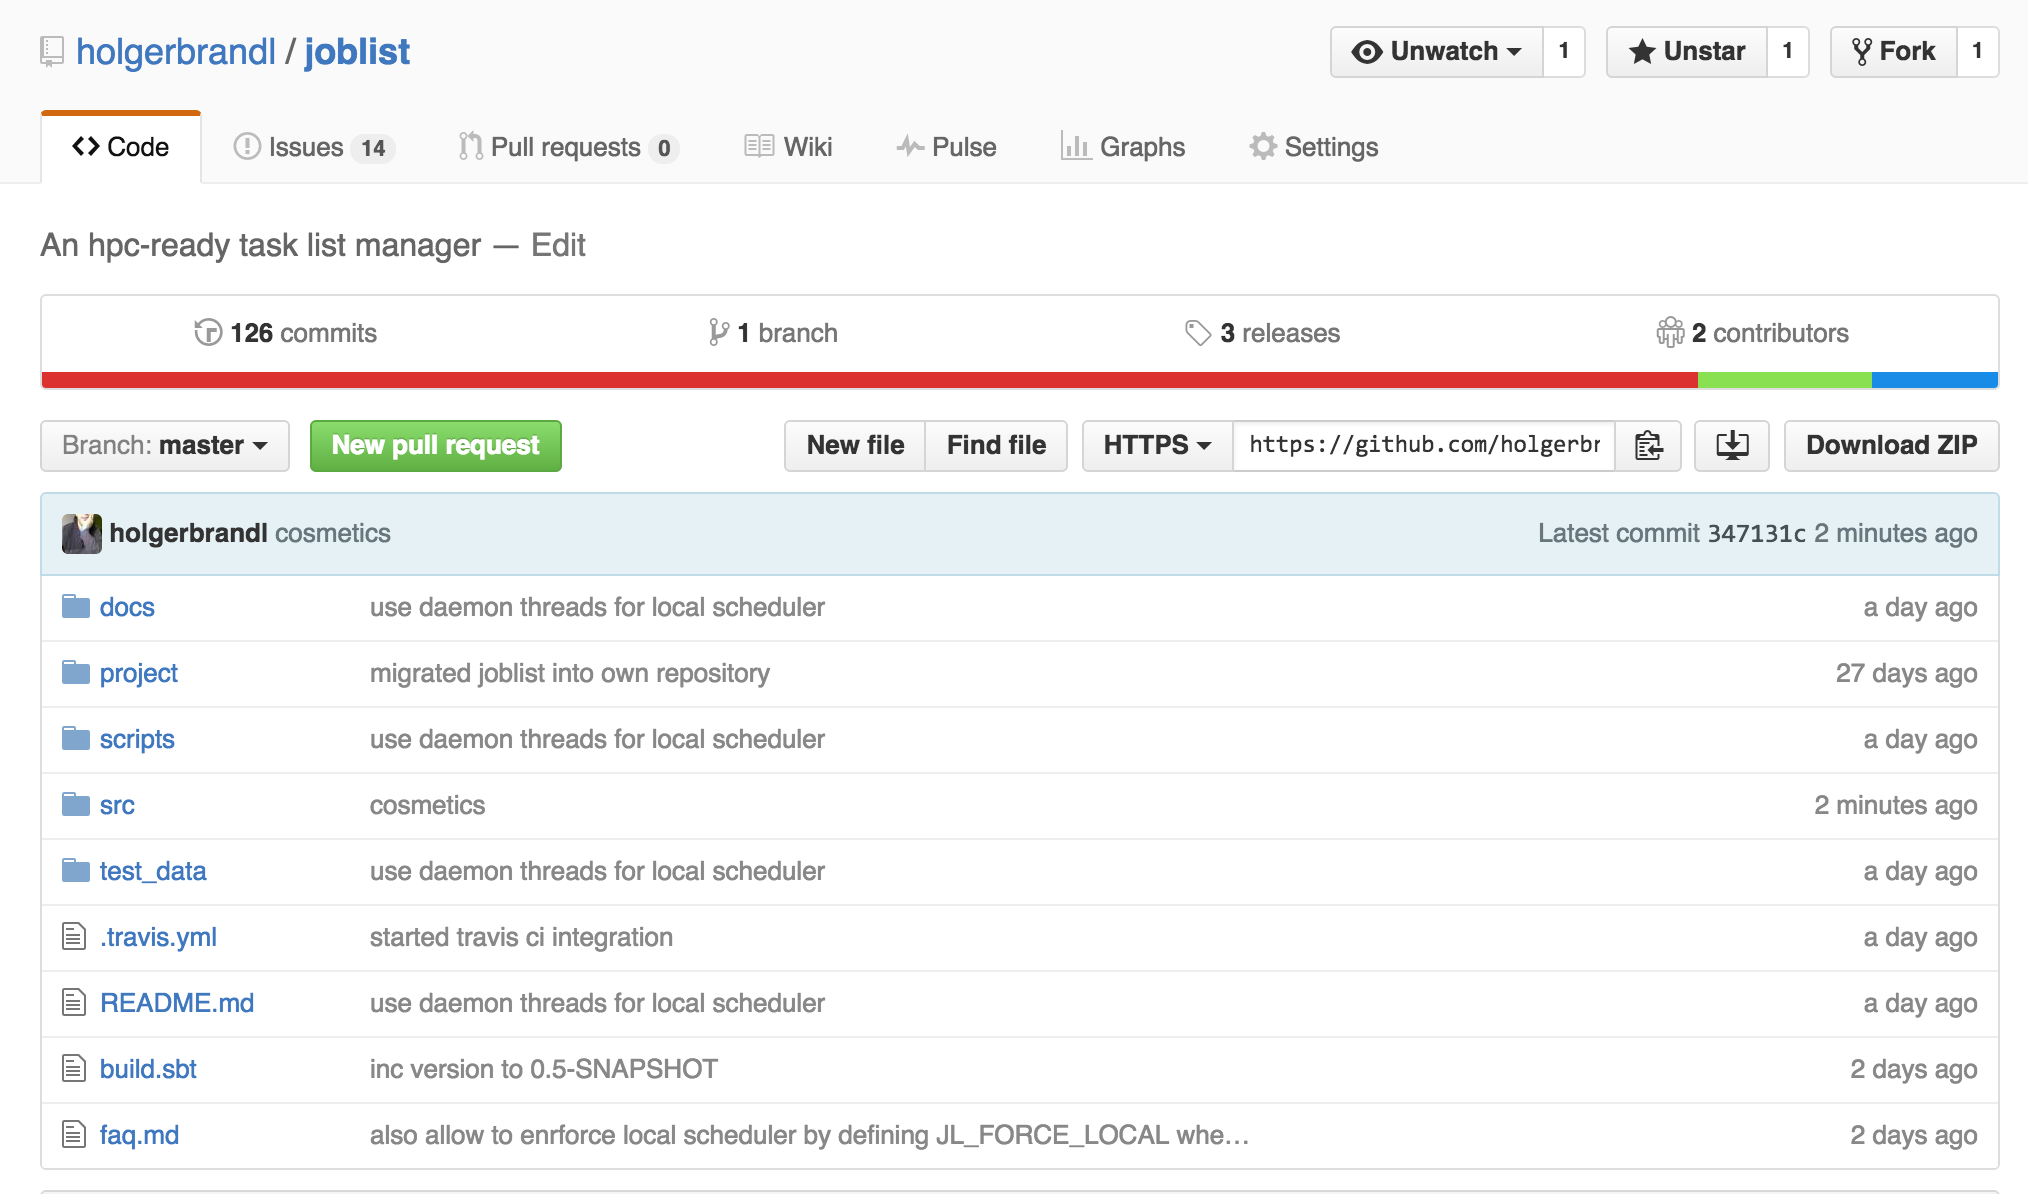 holgerbrandl / joblist
Unwatch 1
Unstar 1
Fork 1
Code
Issues 14
Pull requests 0
Wiki
Pulse
Graphs
Settings
An hpc-ready task list manager — Edit
126 commits
1 branch
3 releases
2 contributors
Branch: master
New pull request
New file
Find file
HTTPS
https://github.com/holgerbr
Download ZIP
holgerbrandl cosmetics
Latest commit 347131c 2 minutes ago
docs use daemon threads for local scheduler a day ago
project migrated joblist into own repository 27 days ago
scripts use daemon threads for local scheduler a day ago
src cosmetics 2 minutes ago
test_data use daemon threads for local scheduler a day ago
.travis.yml started travis ci integration a day ago
README.md use daemon threads for local scheduler a day ago
build.sbt inc version to 0.5-SNAPSHOT 2 days ago
faq.md also allow to enrforce local scheduler by defining JL_FORCE_LOCAL whe… 2 days ago